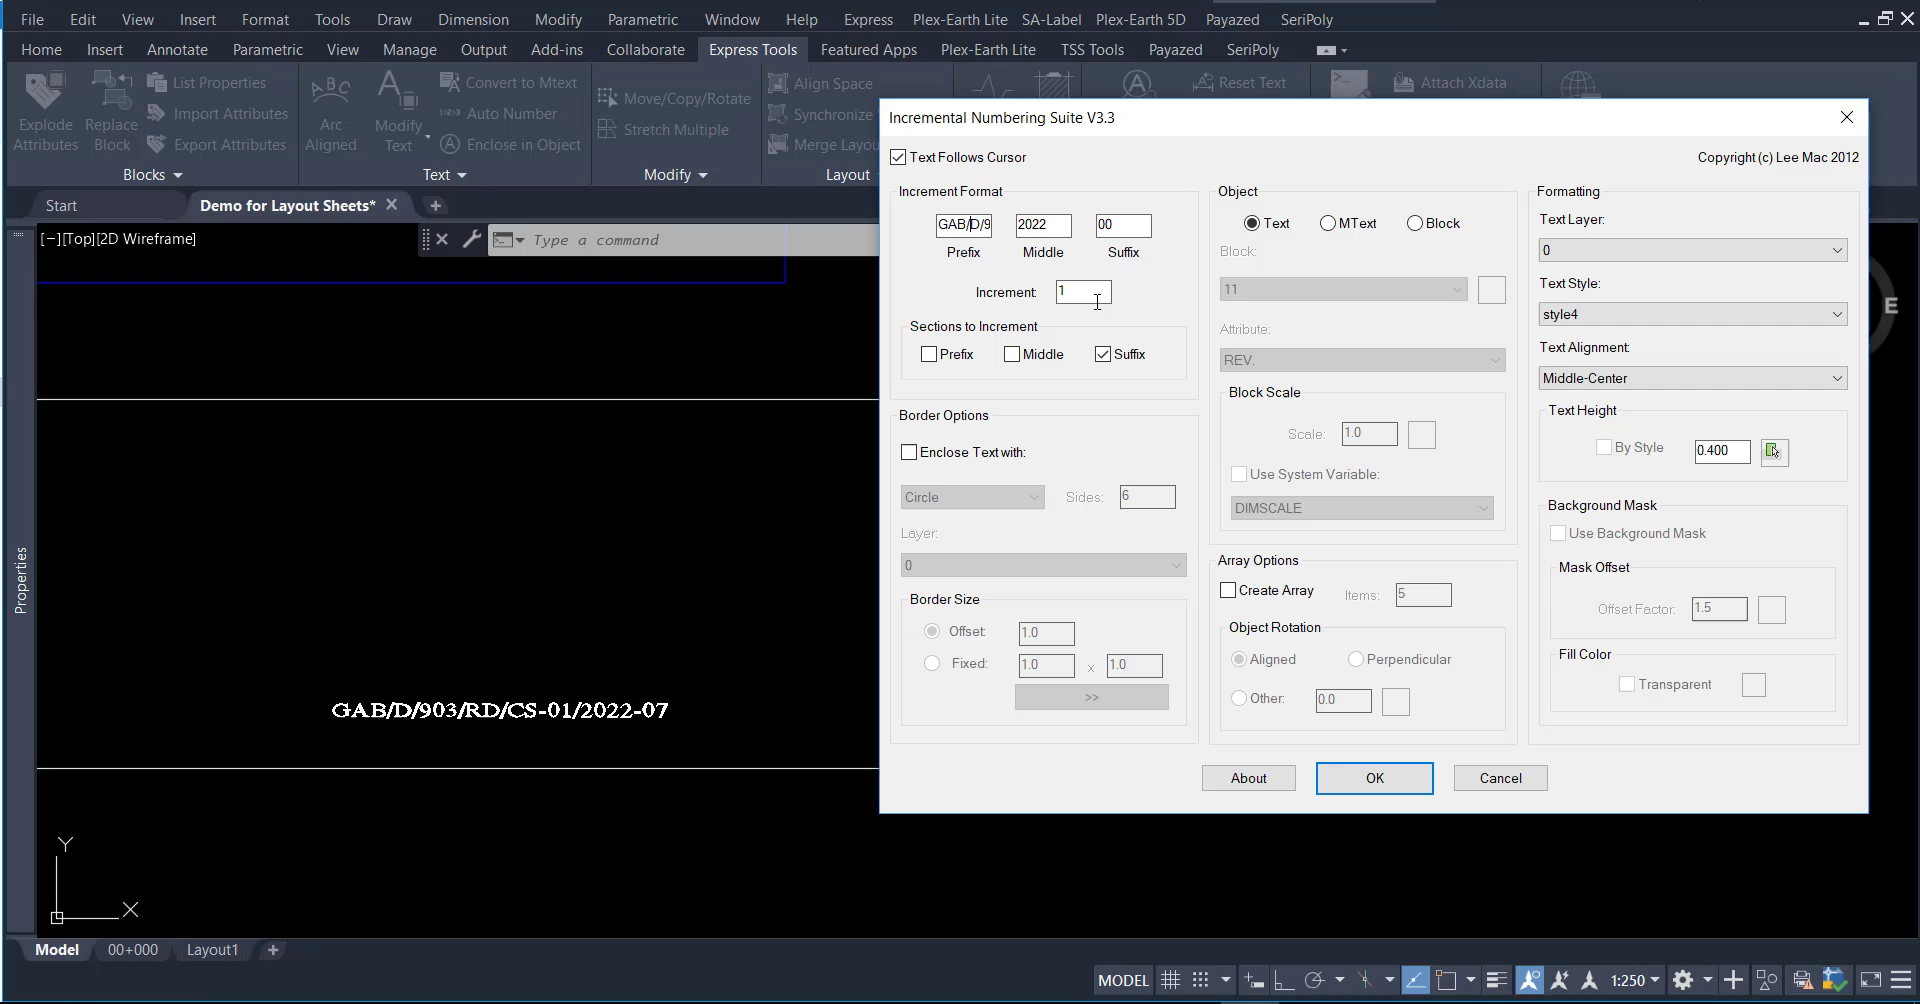 File Edit View Insert Format Tools Draw Dimension Modify Parametric Window Help Express Plex-Earth Lite SA-Label Plex-Earth 5D Payazed SeriPoly
Home Insert Annotate Parametric View Manage Output Add-ins Collaborate Express Tools Featured Apps Plex-Earth Lite TSS Tools Payazed SeriPoly
Explode Attributes
Replace Block
List Properties
Import Attributes
Export Attributes
Blocks
Arc Aligned
Modify Text
Convert to Mtext
Auto Number
Enclose in Object
Text
Move/Copy/Rotate
Stretch Multiple
Modify
Align Space
Synchronize
Merge Layou
Layout
Reset Text
Attach Xdata
Start
Demo for Layout Sheets*
[−][Top][2D Wireframe]
Type a command
Properties
GAB/D/903/RD/CS-01/2022-07
Y
X
E
Incremental Numbering Suite V3.3
Text Follows Cursor
Copyright (c) Lee Mac 2012
Increment Format
GAB/D/9 2022 00
Prefix Middle Suffix
Increment: 1
Sections to Increment
Prefix Middle Suffix
Border Options
Enclose Text with:
Circle Sides: 6
Layer:
0
Border Size
Offset: 1.0
Fixed: 1.0 x 1.0
>>
Object
Text MText Block
Block:
11
Attribute:
REV.
Block Scale
Scale: 1.0
Use System Variable:
DIMSCALE
Array Options
Create Array Items: 5
Object Rotation
Aligned Perpendicular
Other: 0.0
Formatting
Text Layer:
0
Text Style:
style4
Text Alignment:
Middle-Center
Text Height
By Style 0.400
Background Mask
Use Background Mask
Mask Offset
Offset Factor: 1.5
Fill Color
Transparent
About OK Cancel
Model 00+000 Layout1
MODEL 1:250